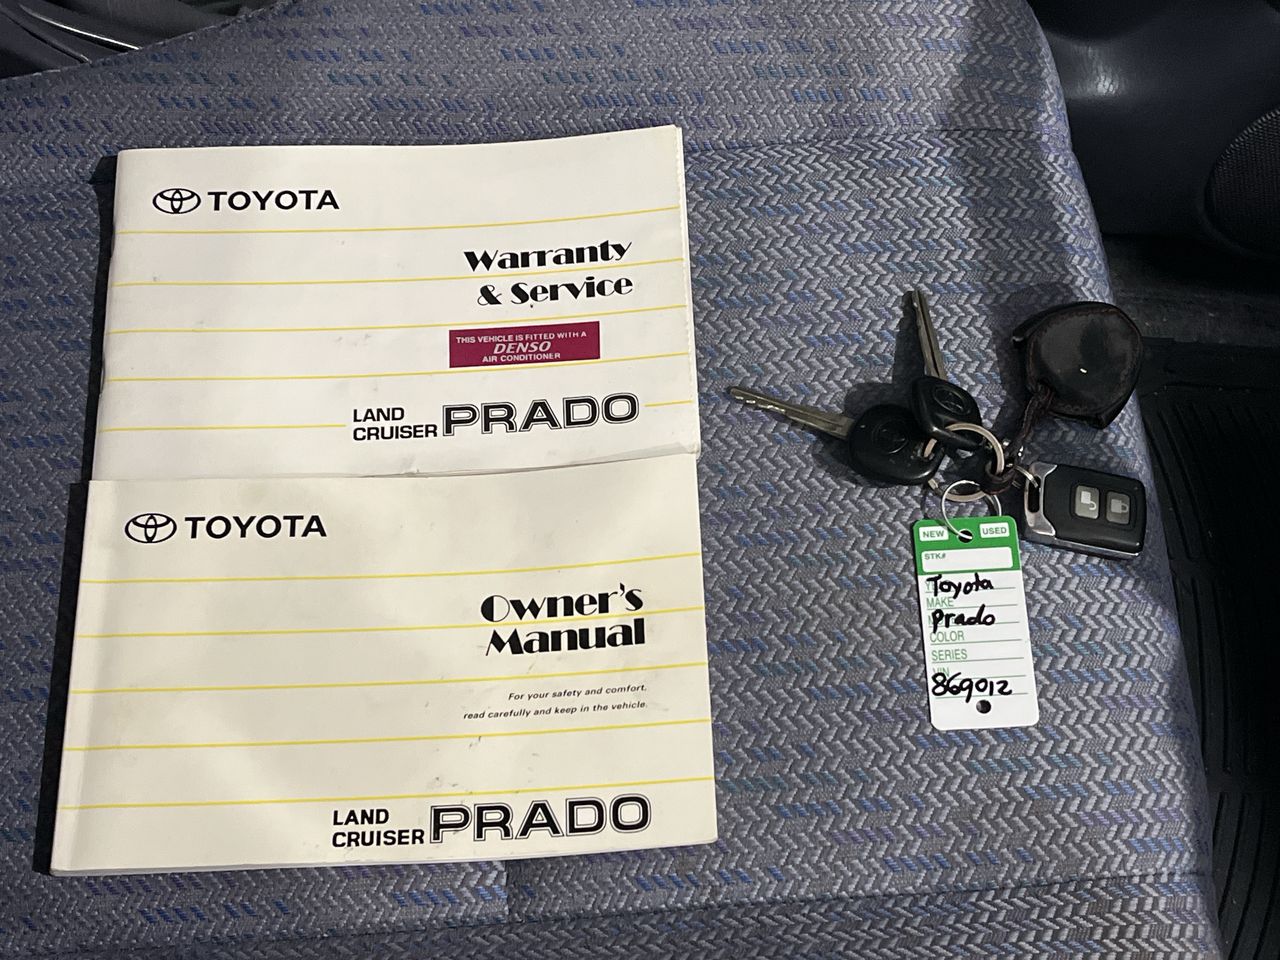 TOYOTA
Warranty
& Service
THIS VEHICLE IS FITTED WITH A
DENSO
AIR CONDITIONER
LAND
CRUISER PRADO
TOYOTA
Owner's
Manual
For your safety and comfort,
read carefully and keep in the vehicle.
LAND
CRUISER PRADO
NEW USED
STK#
Toyota
MAKE
Prado
COLOR
SERIES
VIN
869012